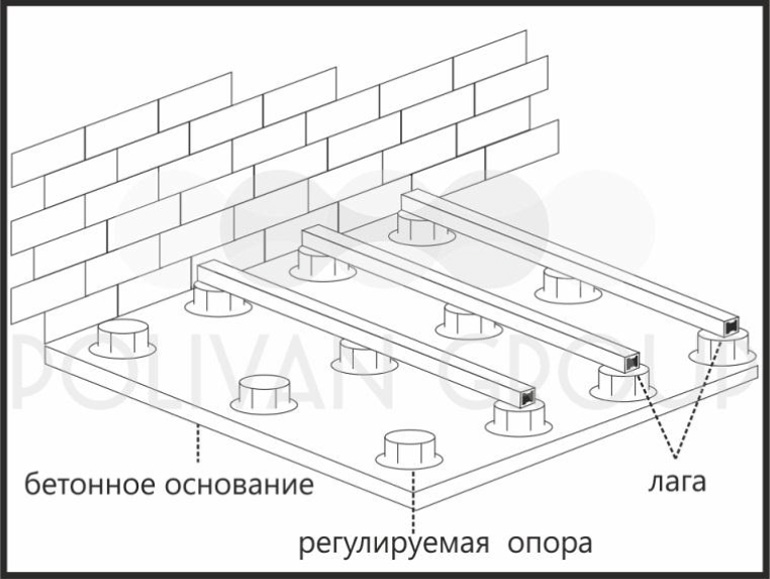 POLIVAN GROUP
бетонное основание
лага
регулируемая опора